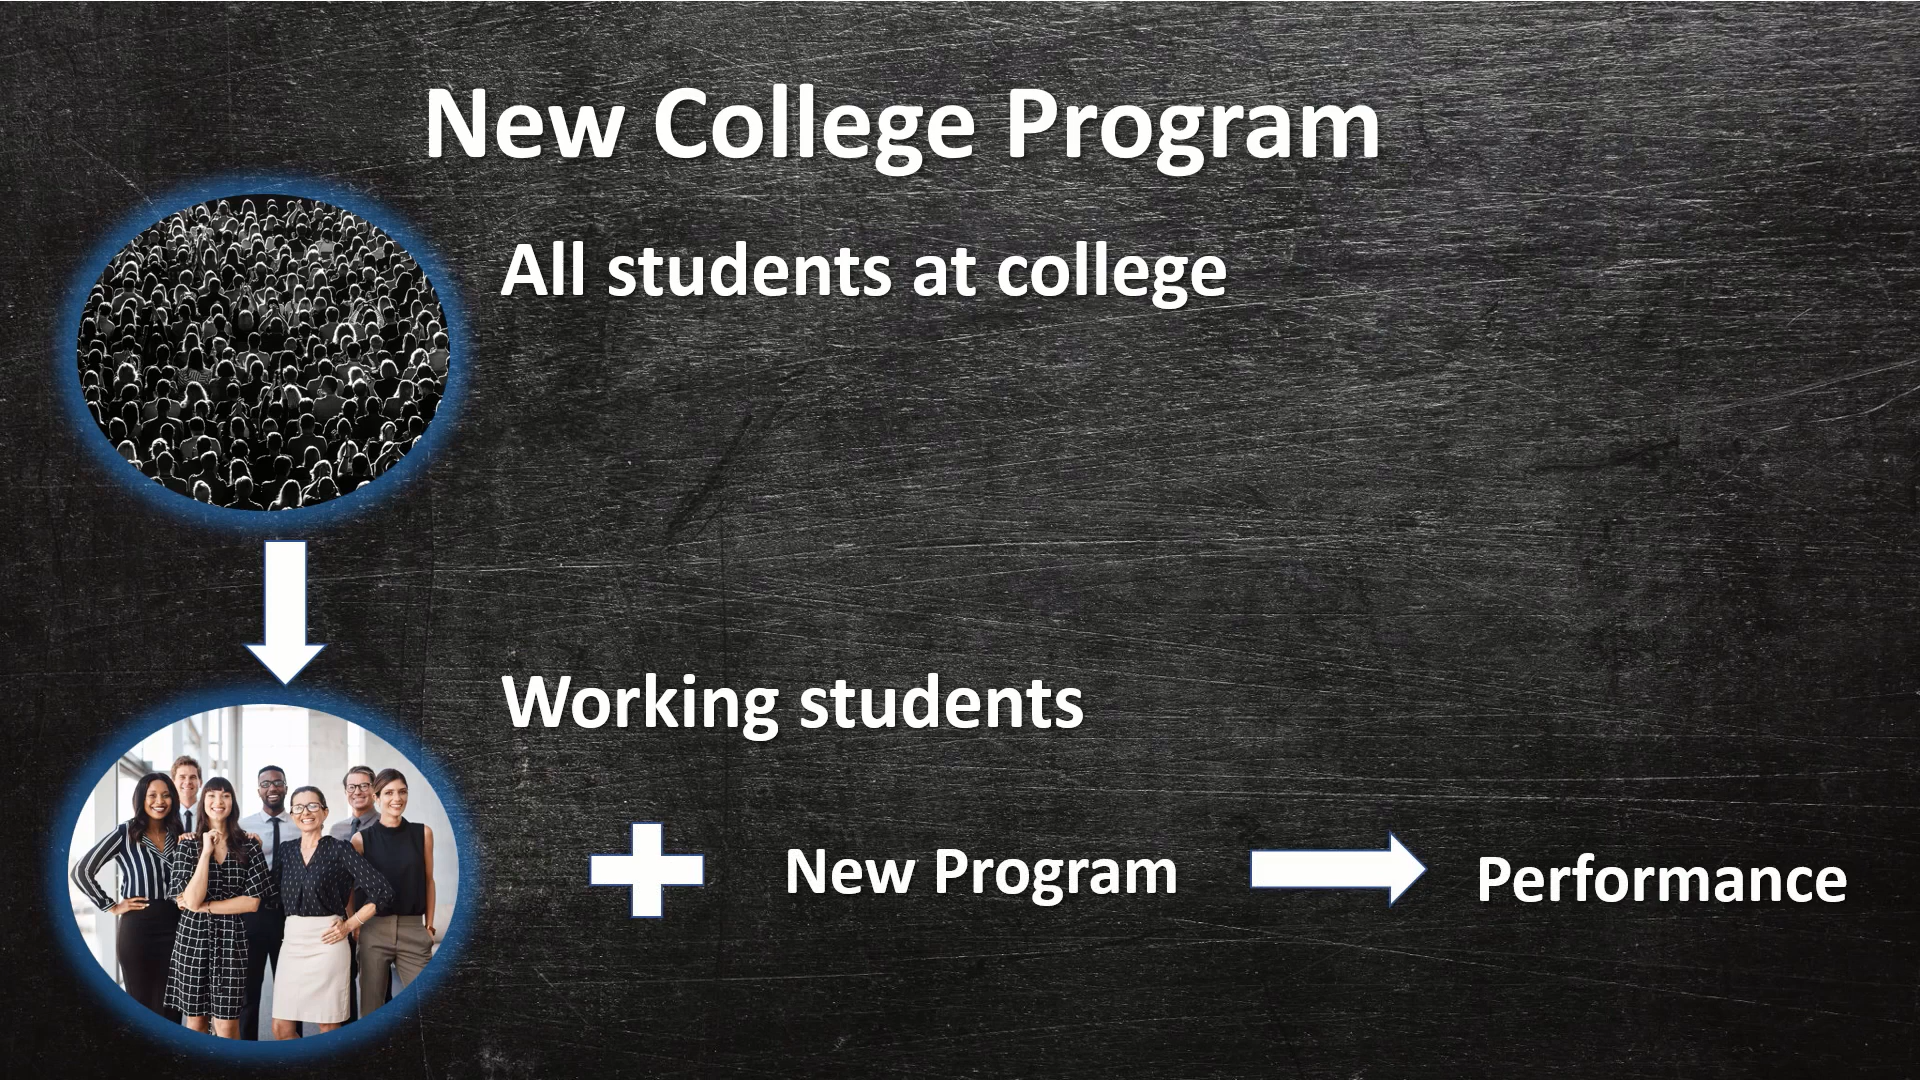 New College Program
All students at college
Working students
New Program
Performance